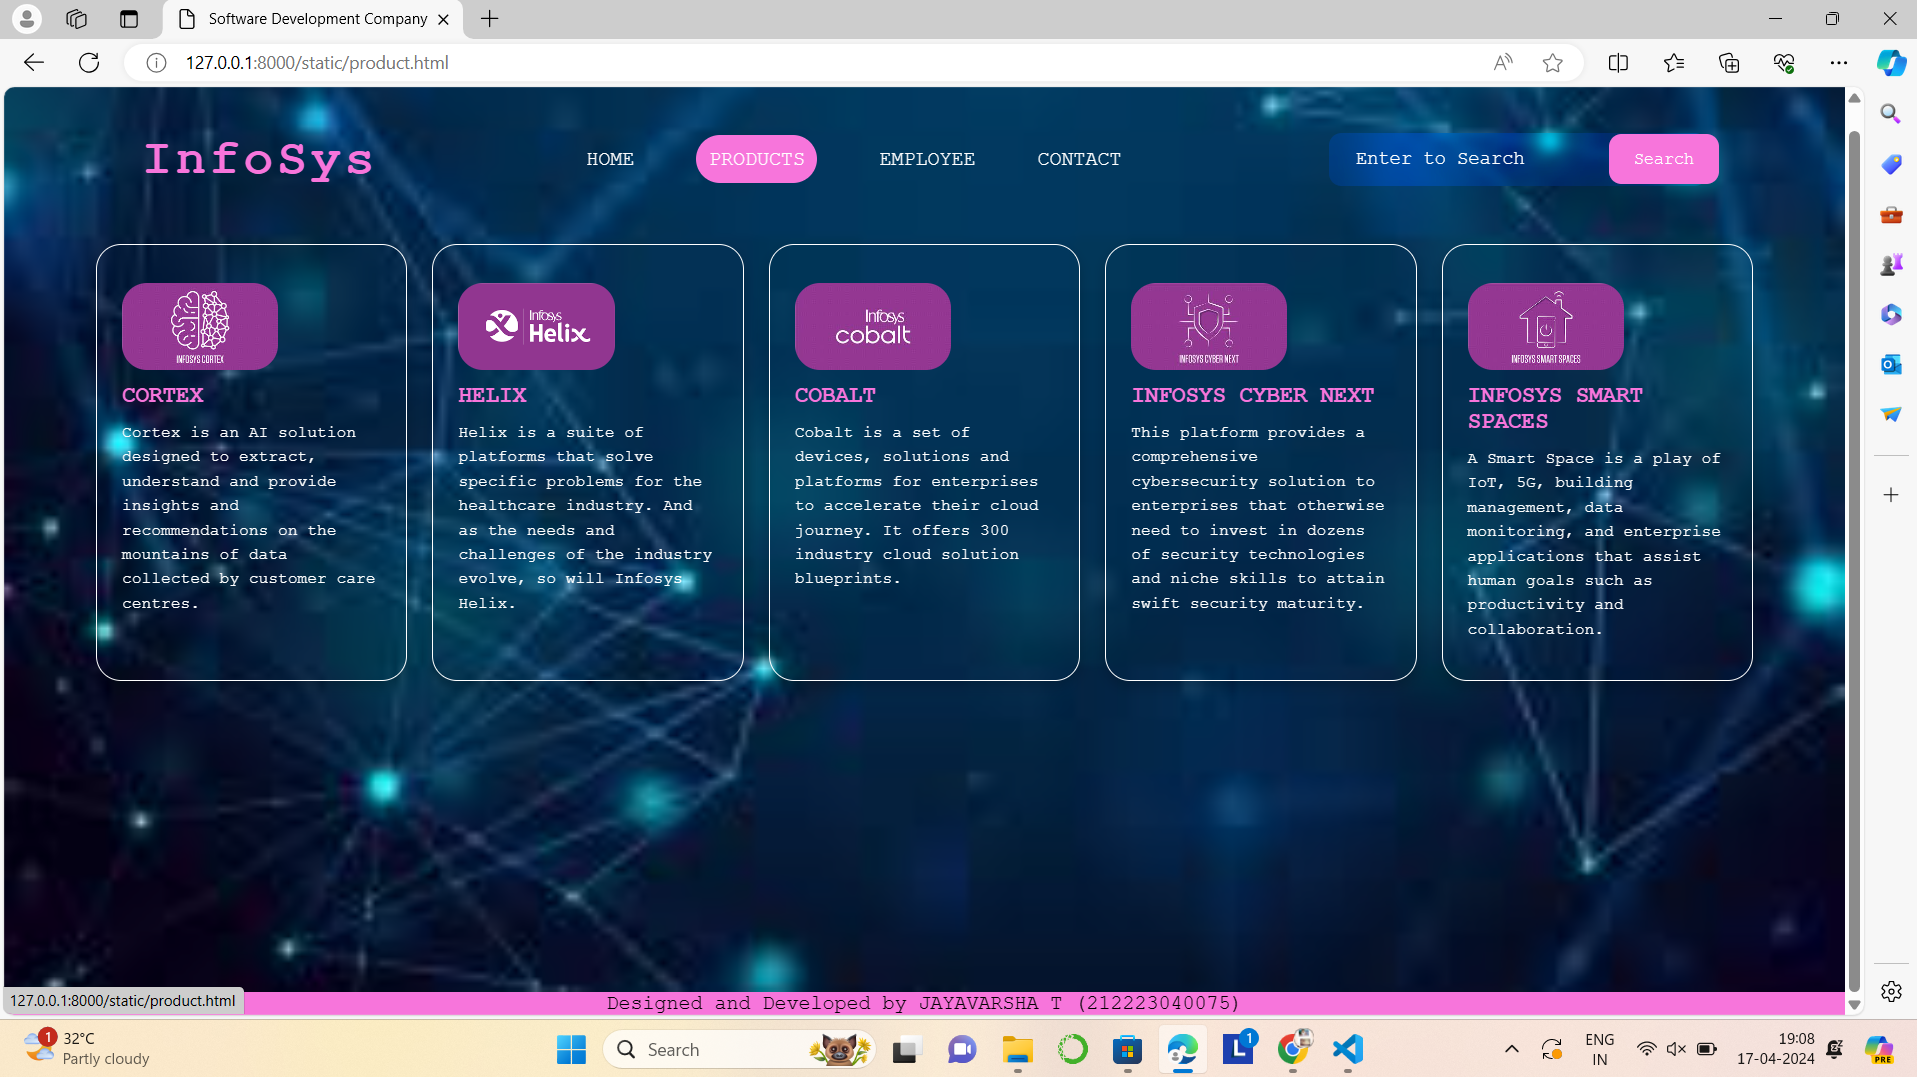 Software Development Company
127.0.0.1:8000/static/product.html
InfoSys
HOME
PRODUCTS
EMPLOYEE
CONTACT
Enter to Search
Search
INFOSYS CORTEX
CORTEX
Cortex is an AI solution
designed to extract,
understand and provide
insights and
recommendations on the
mountains of data
collected by customer care
centres.
Infosys
Helix
HELIX
Helix is a suite of
platforms that solve
specific problems for the
healthcare industry. And
as the needs and
challenges of the industry
evolve, so will Infosys
Helix.
Infosys
cobalt
COBALT
Cobalt is a set of
devices, solutions and
platforms for enterprises
to accelerate their cloud
journey. It offers 300
industry cloud solution
blueprints.
INFOSYS CYBER NEXT
INFOSYS CYBER NEXT
This platform provides a
comprehensive
cybersecurity solution to
enterprises that otherwise
need to invest in dozens
of security technologies
and niche skills to attain
swift security maturity.
INFOSYS SMART SPACES
INFOSYS SMART
SPACES
A Smart Space is a play of
IoT, 5G, building
management, data
monitoring, and enterprise
applications that assist
human goals such as
productivity and
collaboration.
127.0.0.1:8000/static/product.html
Designed and Developed by JAYAVARSHA T (212223040075)
1
32°C
Partly cloudy
Search
L
1
ENG
IN
19:08
17-04-2024
PRE